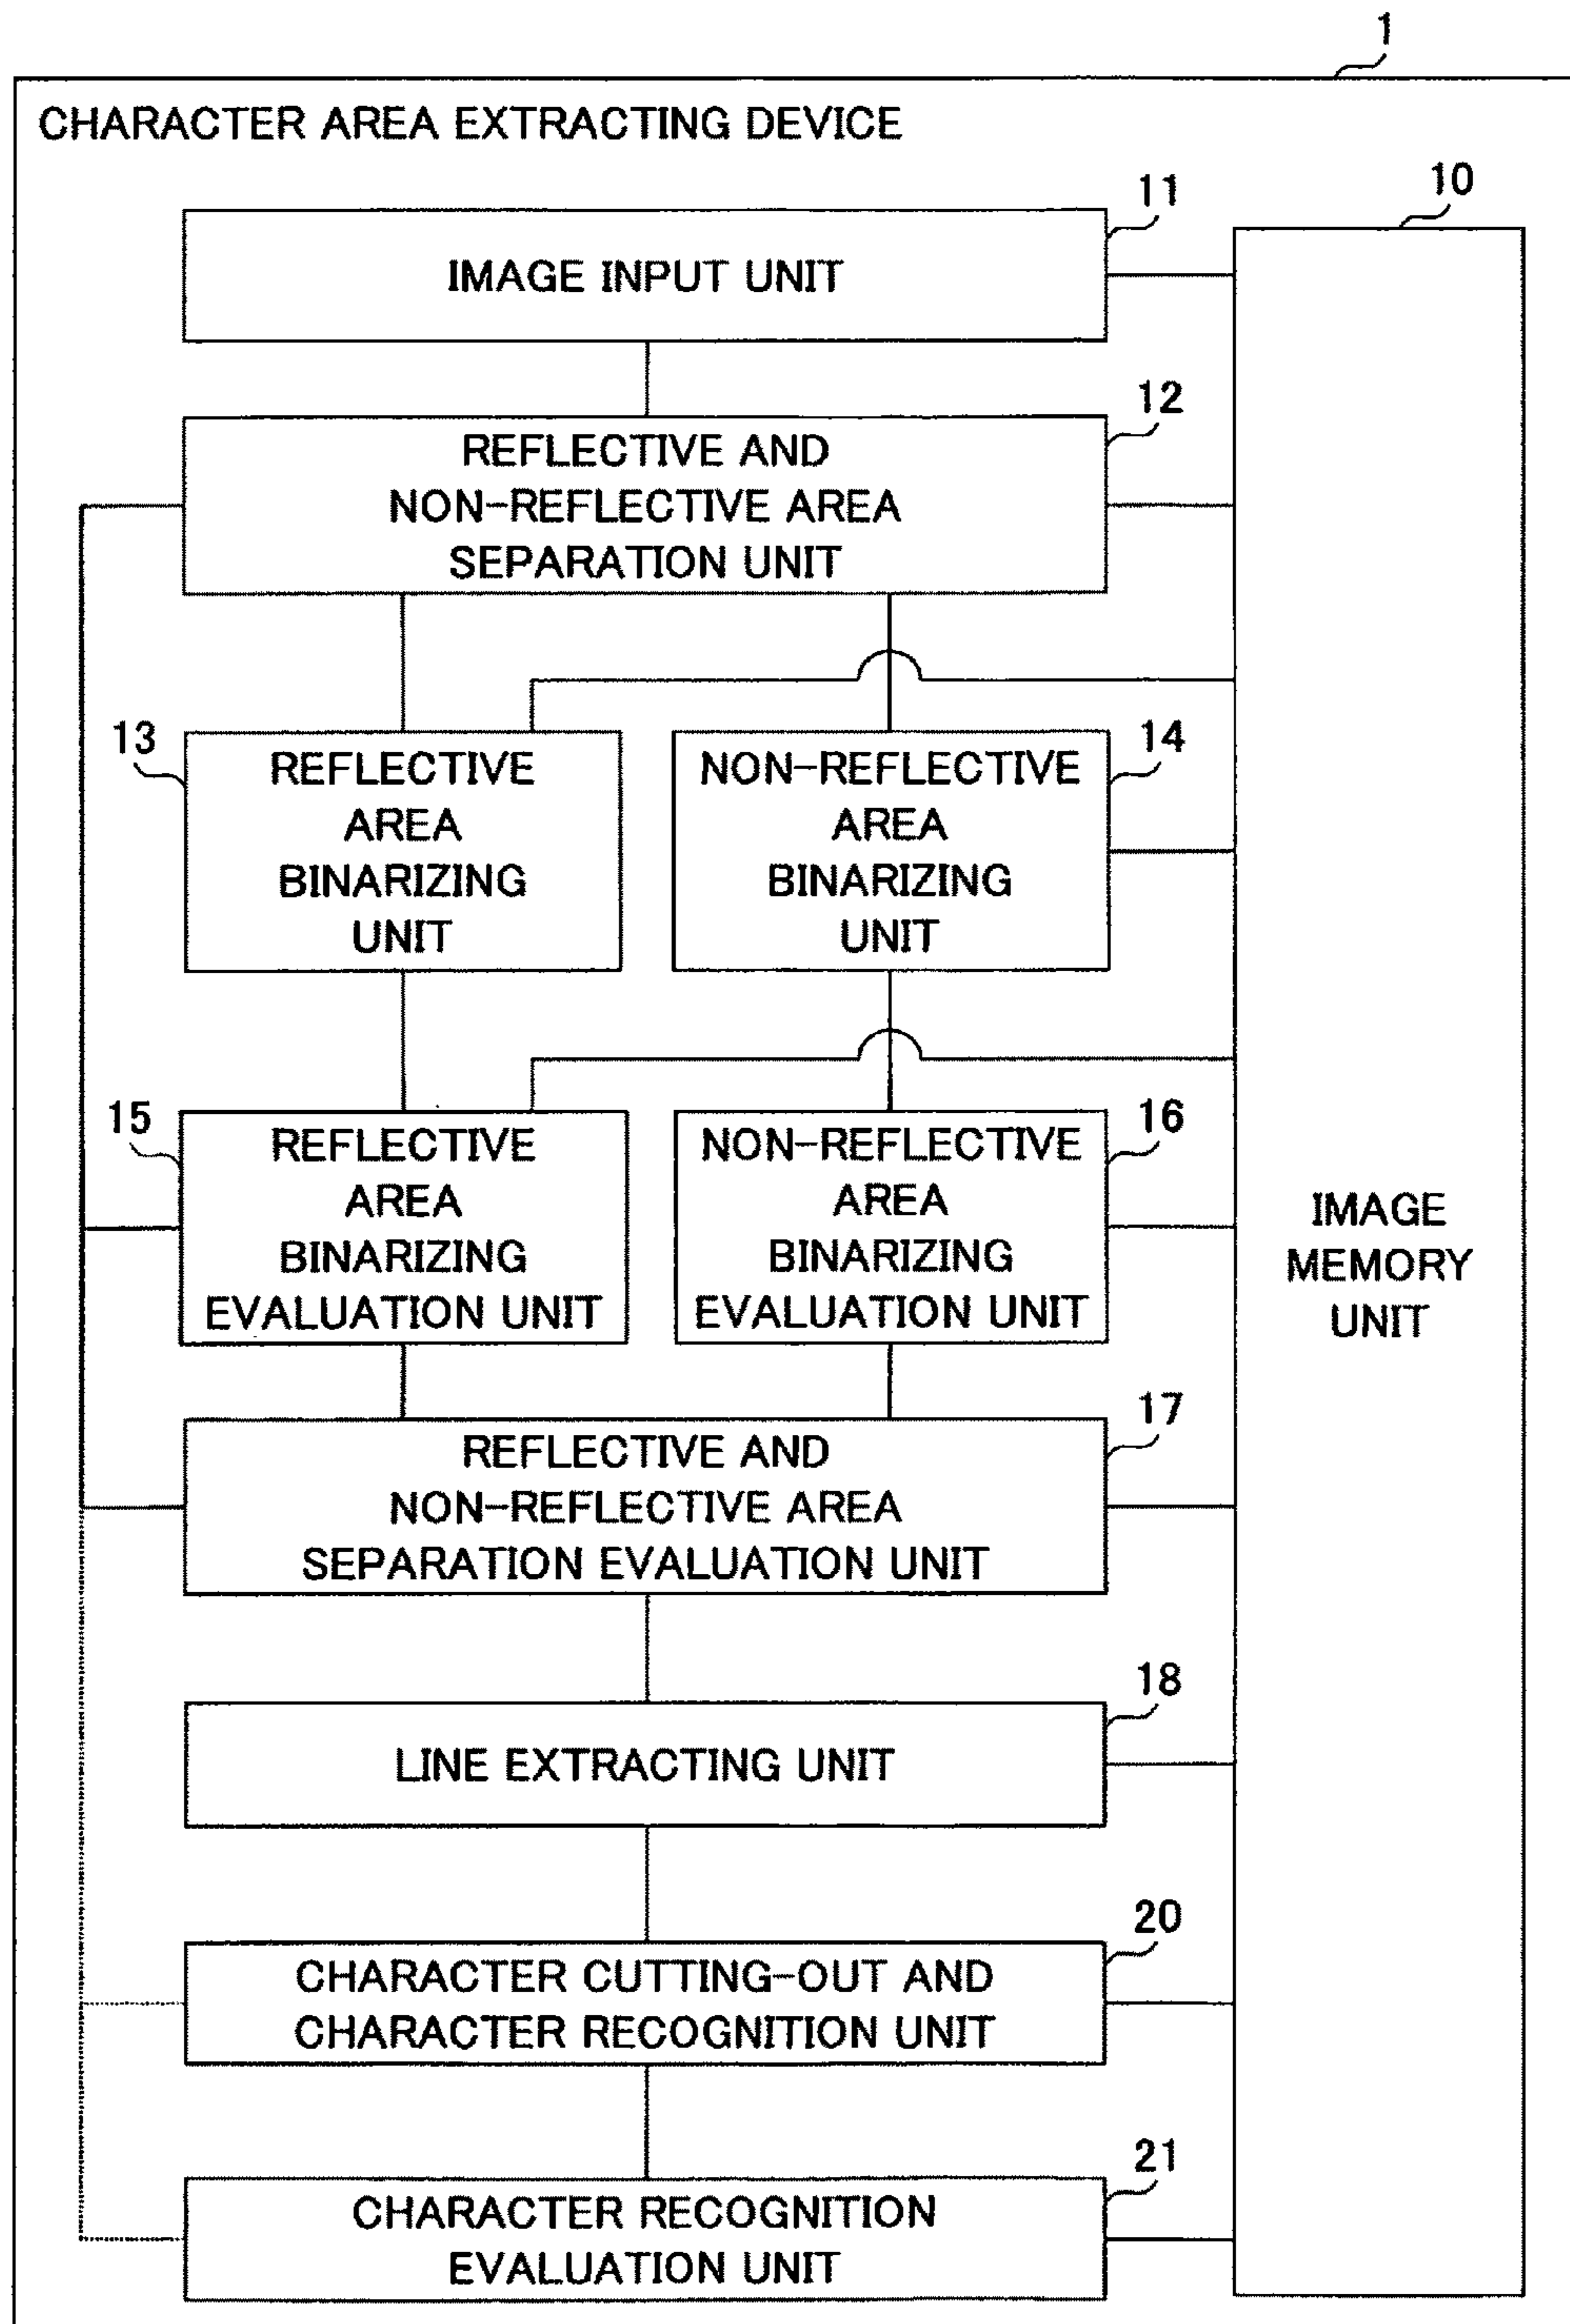 1
CHARACTER AREA EXTRACTING DEVICE
11
10
IMAGE INPUT UNIT
12
REFLECTIVE AND
NON-REFLECTIVE AREA
SEPARATION UNIT
13
REFLECTIVE
AREA
BINARIZING
UNIT
14
NON-REFLECTIVE
AREA
BINARIZING
UNIT
15
REFLECTIVE
AREA
BINARIZING
EVALUATION UNIT
16
NON-REFLECTIVE
AREA
BINARIZING
EVALUATION UNIT
IMAGE
MEMORY
UNIT
17
REFLECTIVE AND
NON-REFLECTIVE AREA
SEPARATION EVALUATION UNIT
18
LINE EXTRACTING UNIT
20
CHARACTER CUTTING-OUT AND
CHARACTER RECOGNITION UNIT
21
CHARACTER RECOGNITION
EVALUATION UNIT